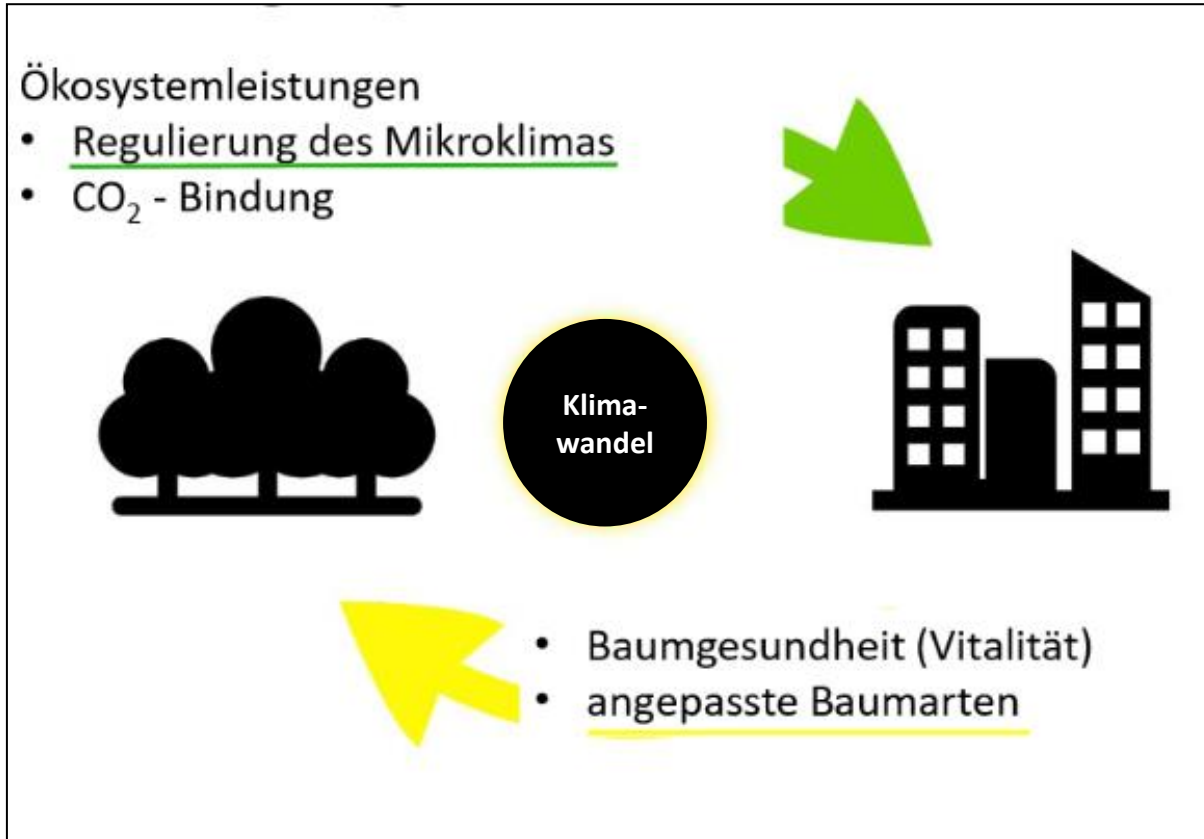 Ökosystemleistungen
• Regulierung des Mikroklimas
• CO₂ - Bindung
Klima-
wandel
• Baumgesundheit (Vitalität)
• angepasste Baumarten